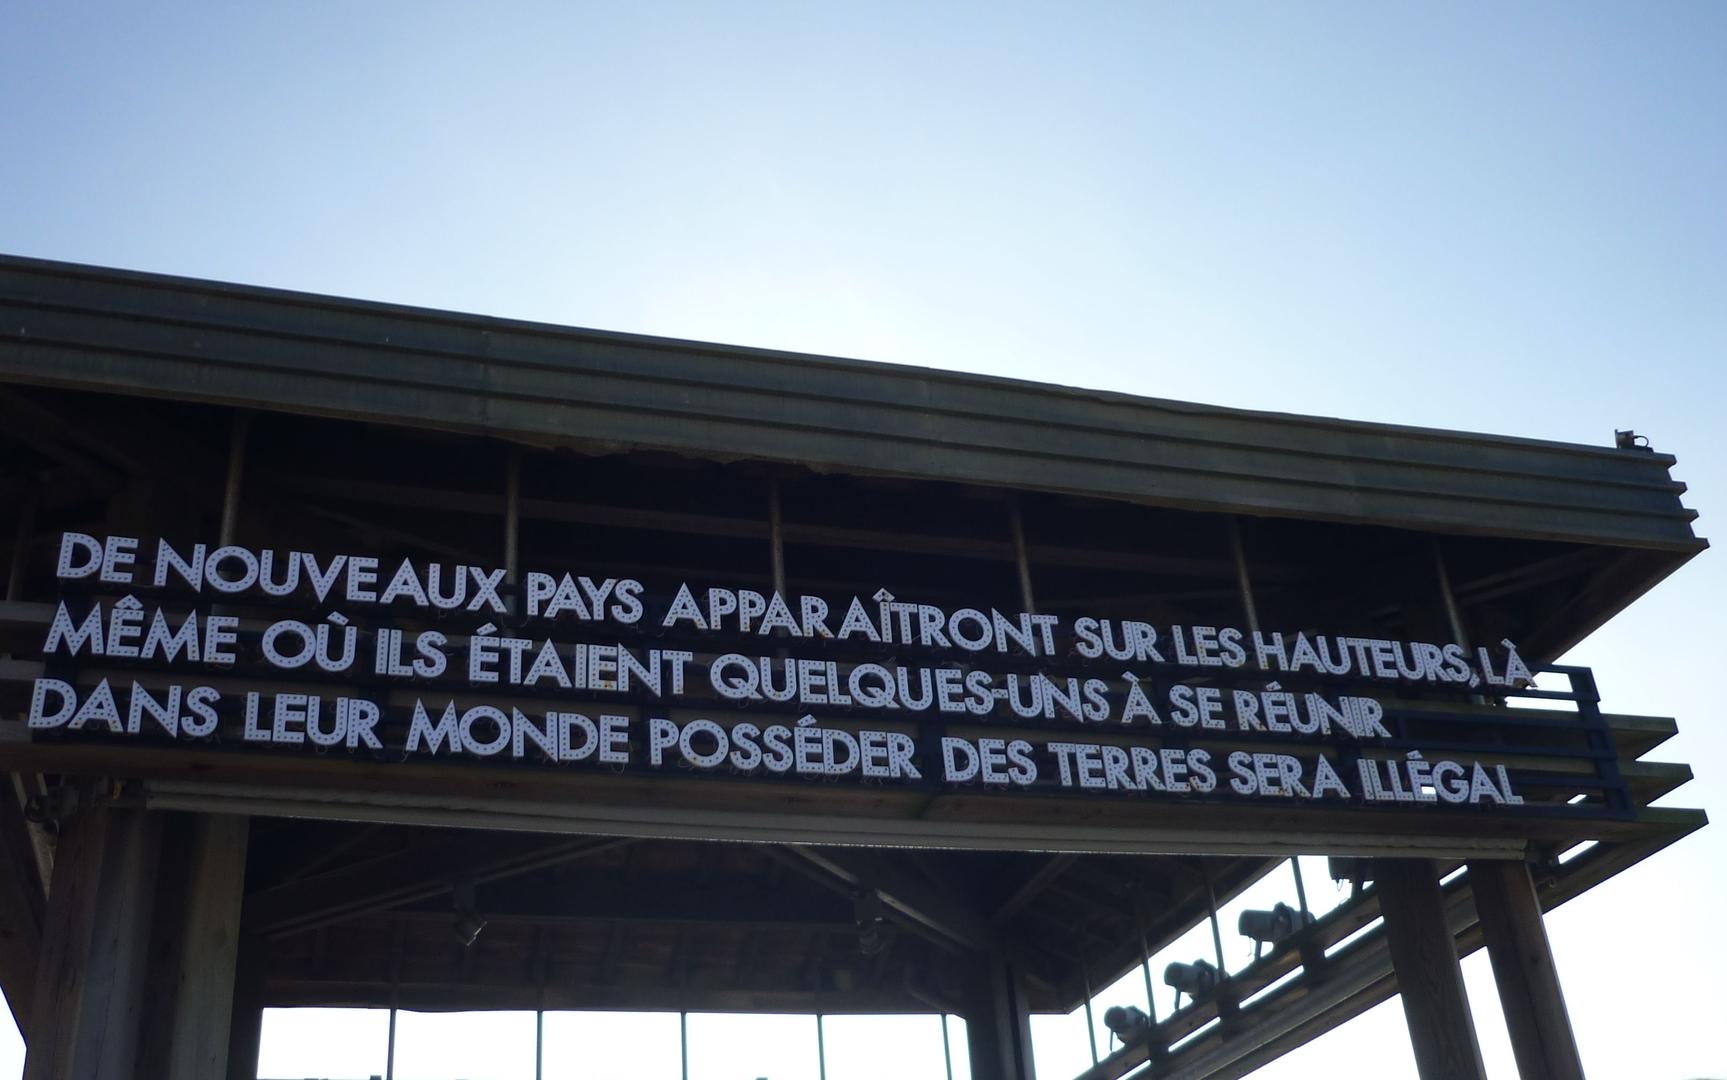 DE NOUVEAUX PAYS APPARAÎTRONT SUR LES HAUTEURS, LÀ
MÊME OÙ ILS ÉTAIENT QUELQUES-UNS À SE RÉUNIR
DANS LEUR MONDE POSSÉDER DES TERRES SERA ILLÉGAL